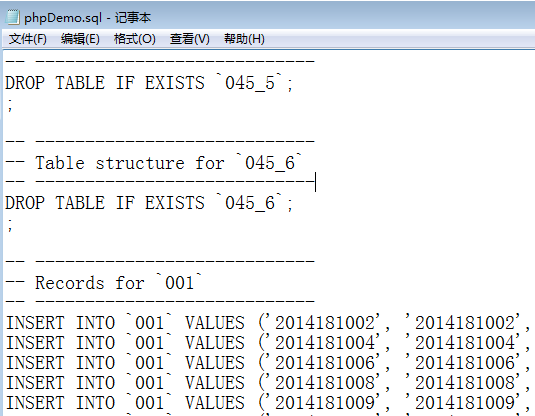 phpDemo.sql - 记事本
文件(F) 编辑(E) 格式(O) 查看(V) 帮助(H)
-- ----------------------------
DROP TABLE IF EXISTS `045_5`;
;
-- ----------------------------
-- Table structure for `045_6`
-- ----------------------------
DROP TABLE IF EXISTS `045_6`;
;
-- ----------------------------
-- Records for `001`
-- ----------------------------
INSERT INTO `001` VALUES ('2014181002', '2014181002',
INSERT INTO `001` VALUES ('2014181004', '2014181004',
INSERT INTO `001` VALUES ('2014181006', '2014181006',
INSERT INTO `001` VALUES ('2014181008', '2014181008',
INSERT INTO `001` VALUES ('2014181009', '2014181009',